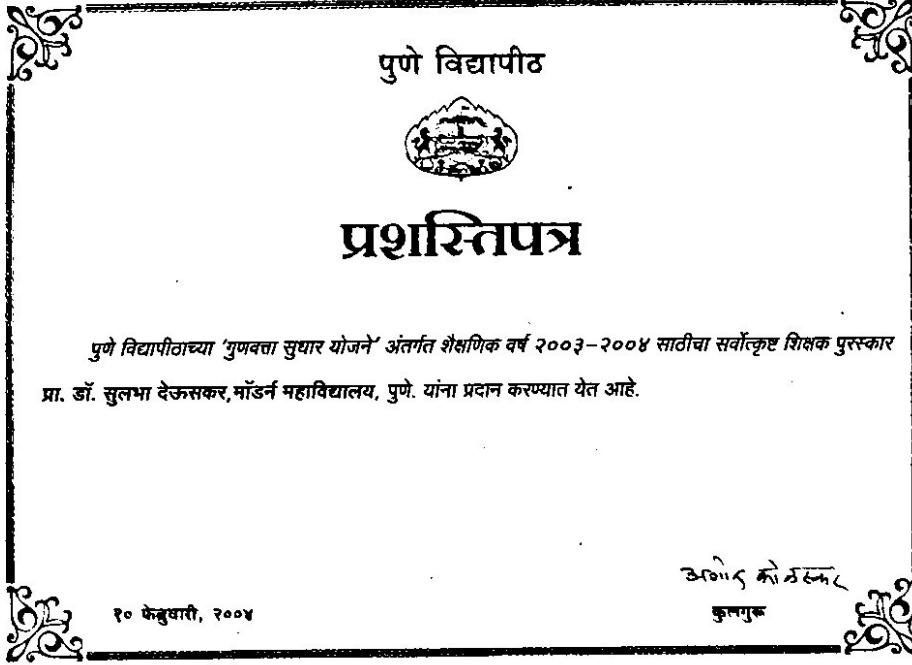 पुणे विद्यापीठ
प्रशस्तिपत्र
पुणे विद्यापीठाच्या ‘गुणवत्ता सुधार योजने’ अंतर्गत शैक्षणिक वर्ष २००३–२००४ साठीचा सर्वोत्कृष्ट शिक्षक पुरस्कार
प्रा. डॉ. सुलभा देऊसकर,मॉडर्न महाविद्यालय, पुणे. यांना प्रदान करण्यात येत आहे.
अशोक कोळस्कर
१० फेब्रुवारी, २००४
कुलगुरू